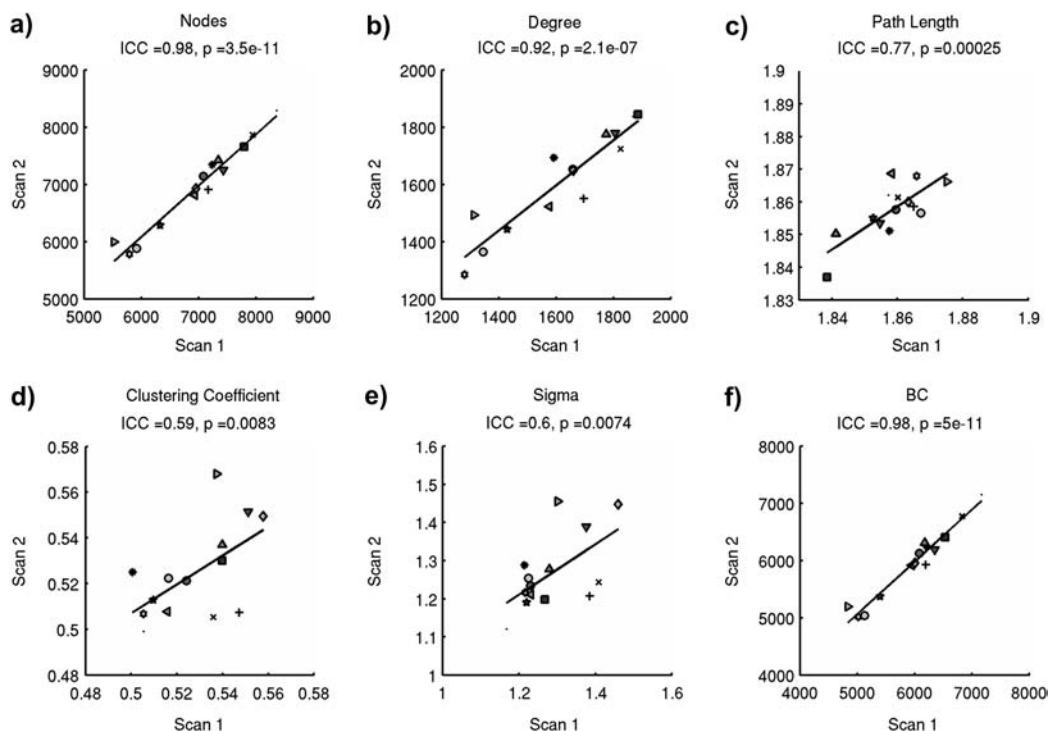 a)
Nodes
ICC =0.98, p =3.5e-11
9000
8000
7000
6000
5000
Scan 2
5000 6000 7000 8000 9000
Scan 1
b)
Degree
ICC =0.92, p =2.1e-07
2000
1800
1600
1400
1200
Scan 2
1200 1400 1600 1800 2000
Scan 1
c)
Path Length
ICC =0.77, p =0.00025
1.9
1.89
1.88
1.87
1.86
1.85
1.84
1.83
Scan 2
1.84 1.86 1.88 1.9
Scan 1
d)
Clustering Coefficient
ICC =0.59, p =0.0083
0.58
0.56
0.54
0.52
0.5
0.48
Scan 2
0.48 0.5 0.52 0.54 0.56 0.58
Scan 1
e)
Sigma
ICC =0.6, p =0.0074
1.6
1.5
1.4
1.3
1.2
1.1
1
Scan 2
1 1.2 1.4 1.6
Scan 1
f)
BC
ICC =0.98, p =5e-11
8000
7000
6000
5000
4000
Scan 2
4000 5000 6000 7000 8000
Scan 1